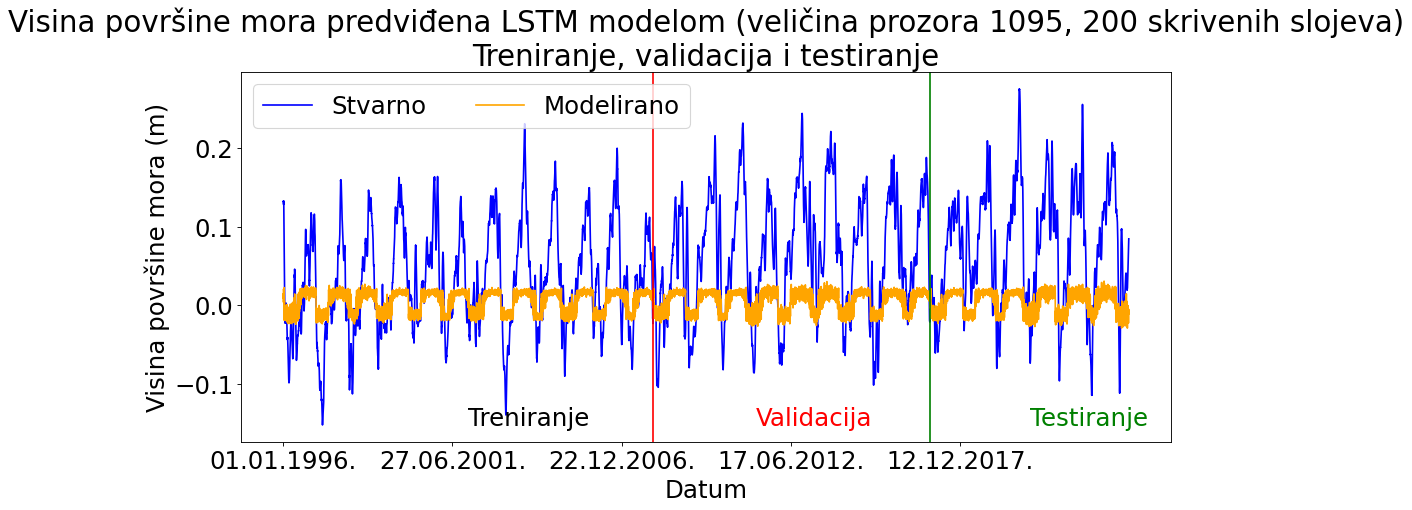 Visina površine mora predviđena LSTM modelom (veličina prozora 1095, 200 skrivenih slojeva)
Treniranje, validacija i testiranje
Stvarno
Modelirano
Visina površine mora (m)
0.2
0.1
0.0
−0.1
Treniranje
Validacija
Testiranje
01.01.1996.
27.06.2001.
22.12.2006.
17.06.2012.
12.12.2017.
Datum